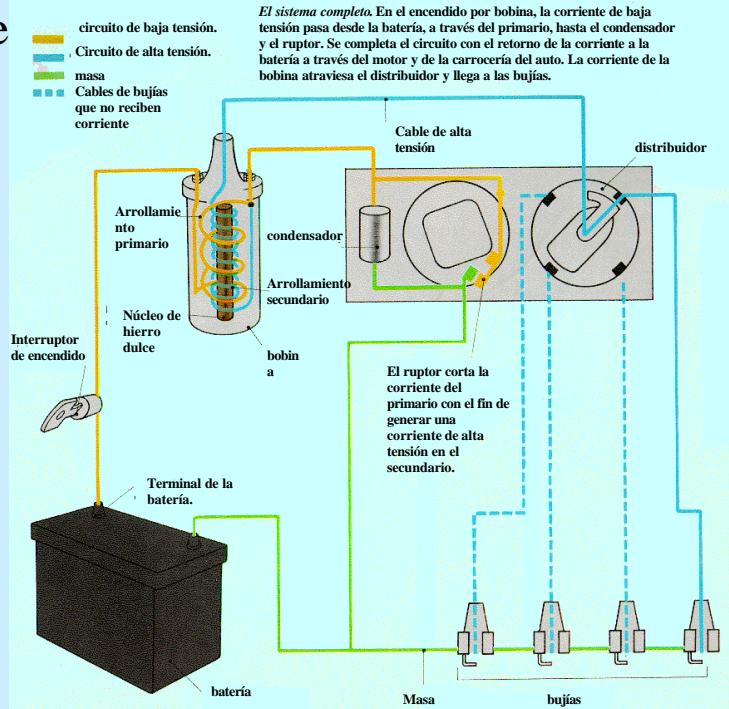 e
circuito de baja tensión.
Circuito de alta tensión.
masa
Cables de bujías
que no reciben
corriente
El sistema completo. En el encendido por bobina, la corriente de baja
tensión pasa desde la batería, a través del primario, hasta el condensador
y el ruptor. Se completa el circuito con el retorno de la corriente a la
batería a través del motor y de la carrocería del auto. La corriente de la
bobina atraviesa el distribuidor y llega a las bujías.
Cable de alta
tensión
distribuidor
Arrollamie
nto
primario
condensador
Arrollamiento
secundario
Núcleo de
hierro
dulce
bobin
a
Interruptor
de encendido
El ruptor corta la
corriente del
primario con el fin de
generar una
corriente de alta
tensión en el
secundario.
Terminal de la
batería.
batería
Masa
bujías